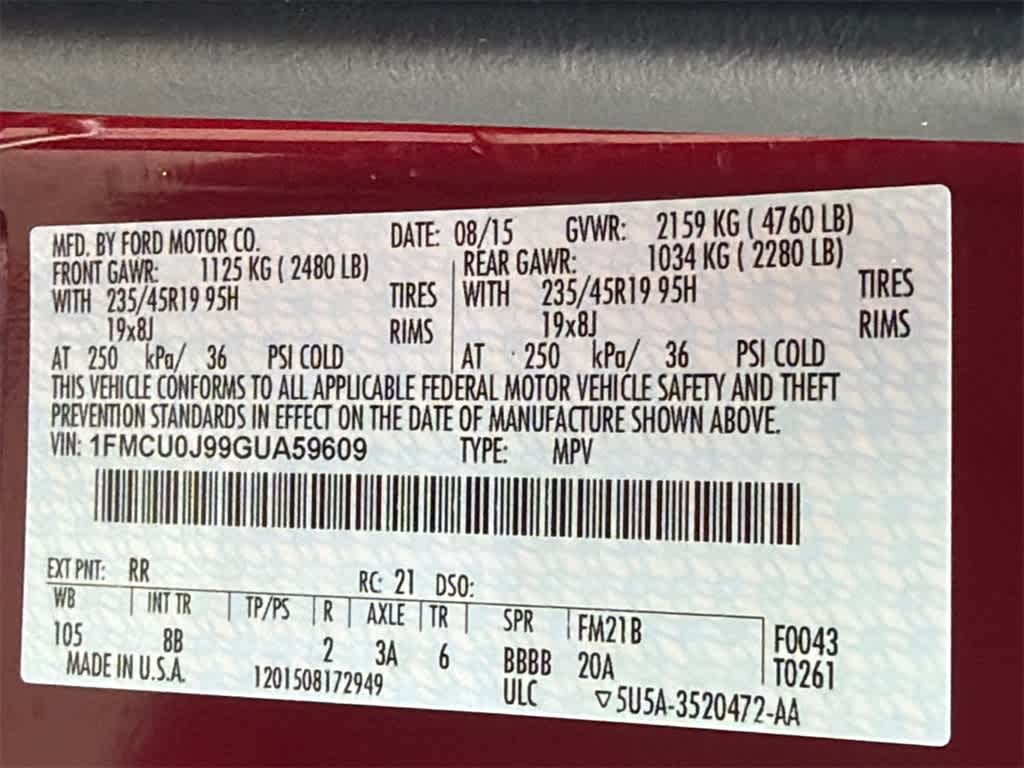 MFD. BY FORD MOTOR CO. DATE: 08/15 GVWR: 2159 KG ( 4760 LB)
FRONT GAWR: 1125 KG ( 2480 LB) REAR GAWR: 1034 KG ( 2280 LB)
WITH 235/45R19 95H TIRES WITH 235/45R19 95H TIRES
19x8J RIMS 19x8J RIMS
AT 250 kPa/ 36 PSI COLD AT 250 kPa/ 36 PSI COLD
THIS VEHICLE CONFORMS TO ALL APPLICABLE FEDERAL MOTOR VEHICLE SAFETY AND THEFT
PREVENTION STANDARDS IN EFFECT ON THE DATE OF MANUFACTURE SHOWN ABOVE.
VIN: 1FMCU0J99GUA59609 TYPE: MPV
EXT PNT: RR RC: 21 DSO:
WB INT TR TP/PS R AXLE TR SPR FM21B F0043
105 8B 2 3A 6 BBBB 20A T0261
MADE IN U.S.A. 1201508172949 ULC ▽5U5A-3520472-AA